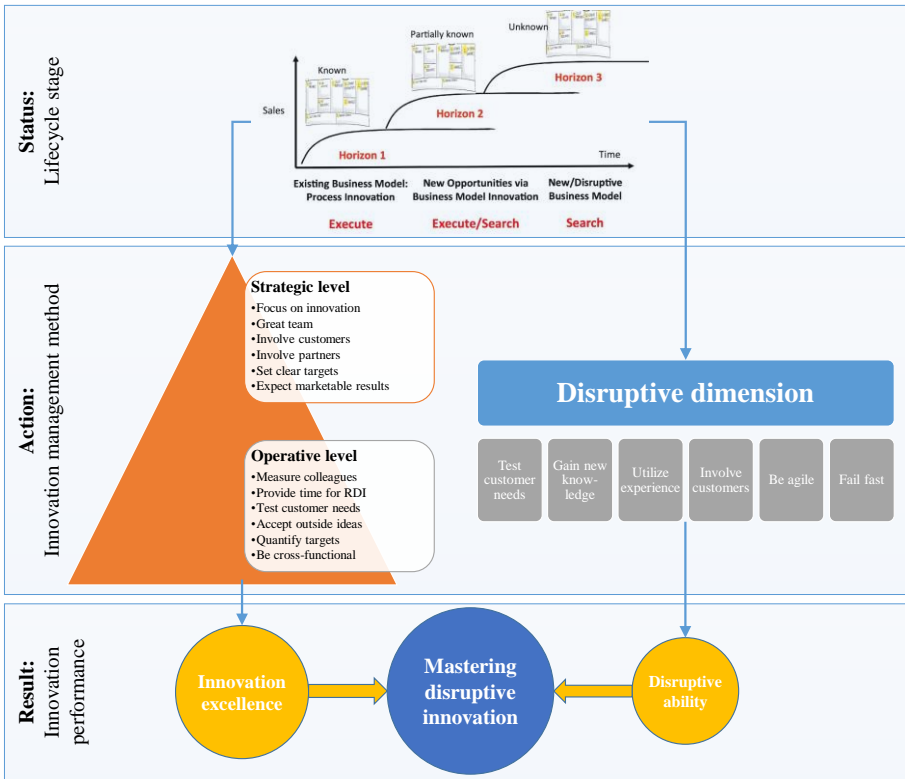 Status:
Lifecycle stage
Sales
Known
Partially known
Unknown
Horizon 1
Horizon 2
Horizon 3
Time
Existing Business Model:
Process Innovation
New Opportunities via
Business Model Innovation
New/Disruptive
Business Model
Execute
Execute/Search
Search
Action:
Innovation management method
Strategic level
•Focus on innovation
•Great team
•Involve customers
•Involve partners
•Set clear targets
•Expect marketable results
Operative level
•Measure colleagues
•Provide time for RDI
•Test customer needs
•Accept outside ideas
•Quantify targets
•Be cross-functional
Disruptive dimension
Test
customer
needs
Gain new
know-
ledge
Utilize
experience
Involve
customers
Be agile
Fail fast
Result:
Innovation
performance
Innovation
excellence
Mastering
disruptive
innovation
Disruptive
ability